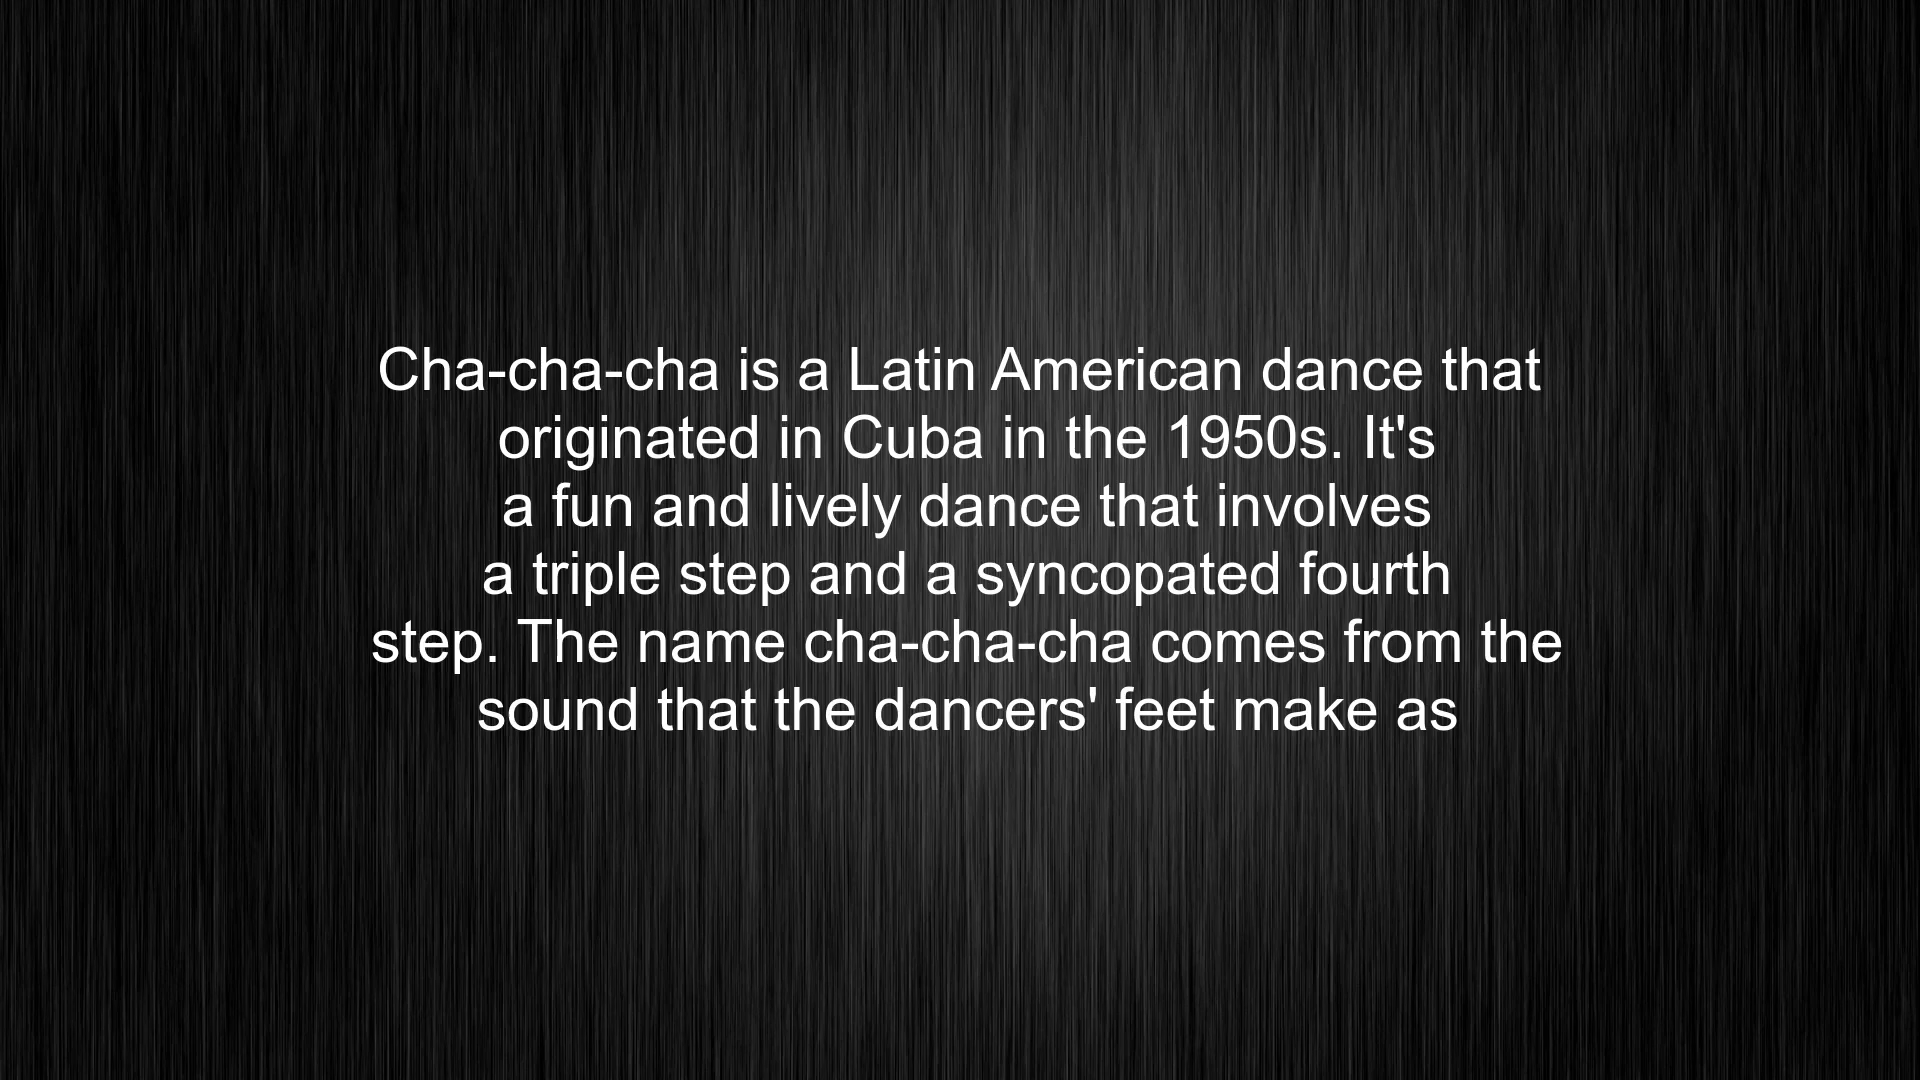 Cha-cha-cha is a Latin American dance that
originated in Cuba in the 1950s. It's
a fun and lively dance that involves
a triple step and a syncopated fourth
step. The name cha-cha-cha comes from the
sound that the dancers' feet make as